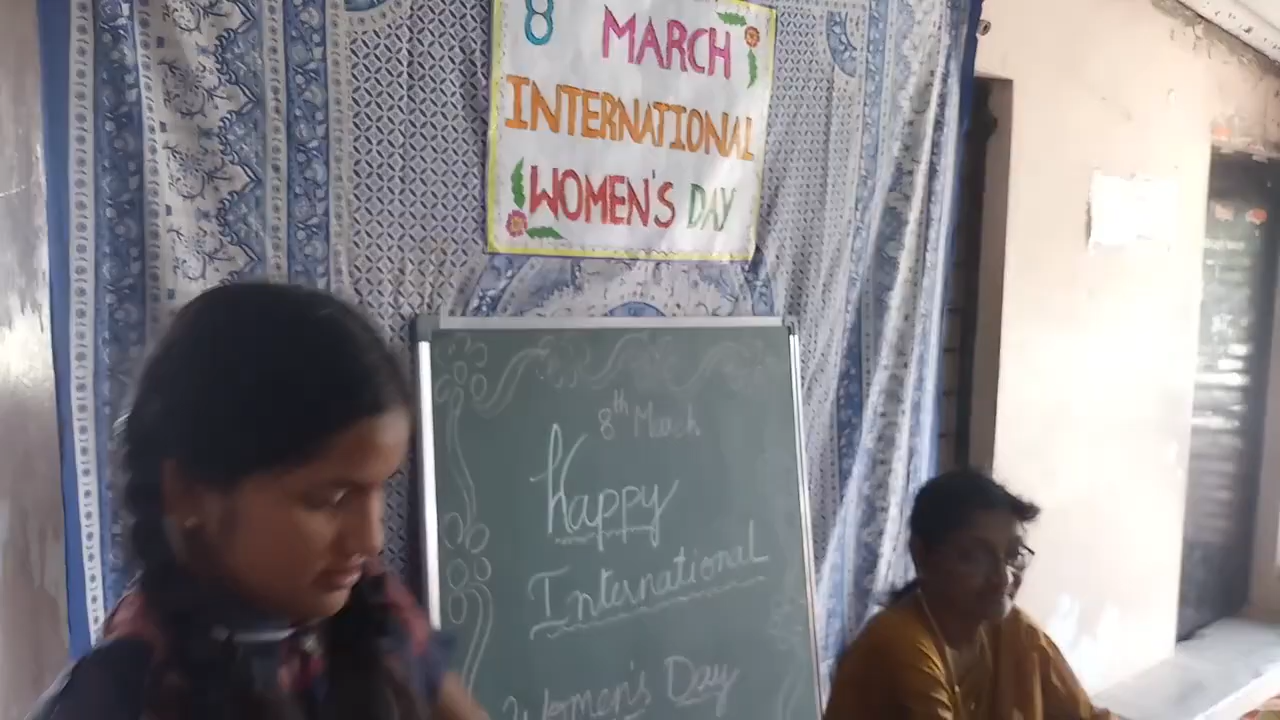 8 MARCH
INTERNATIONAL
WOMEN'S DAY
8th March
Happy
International
Women's Day